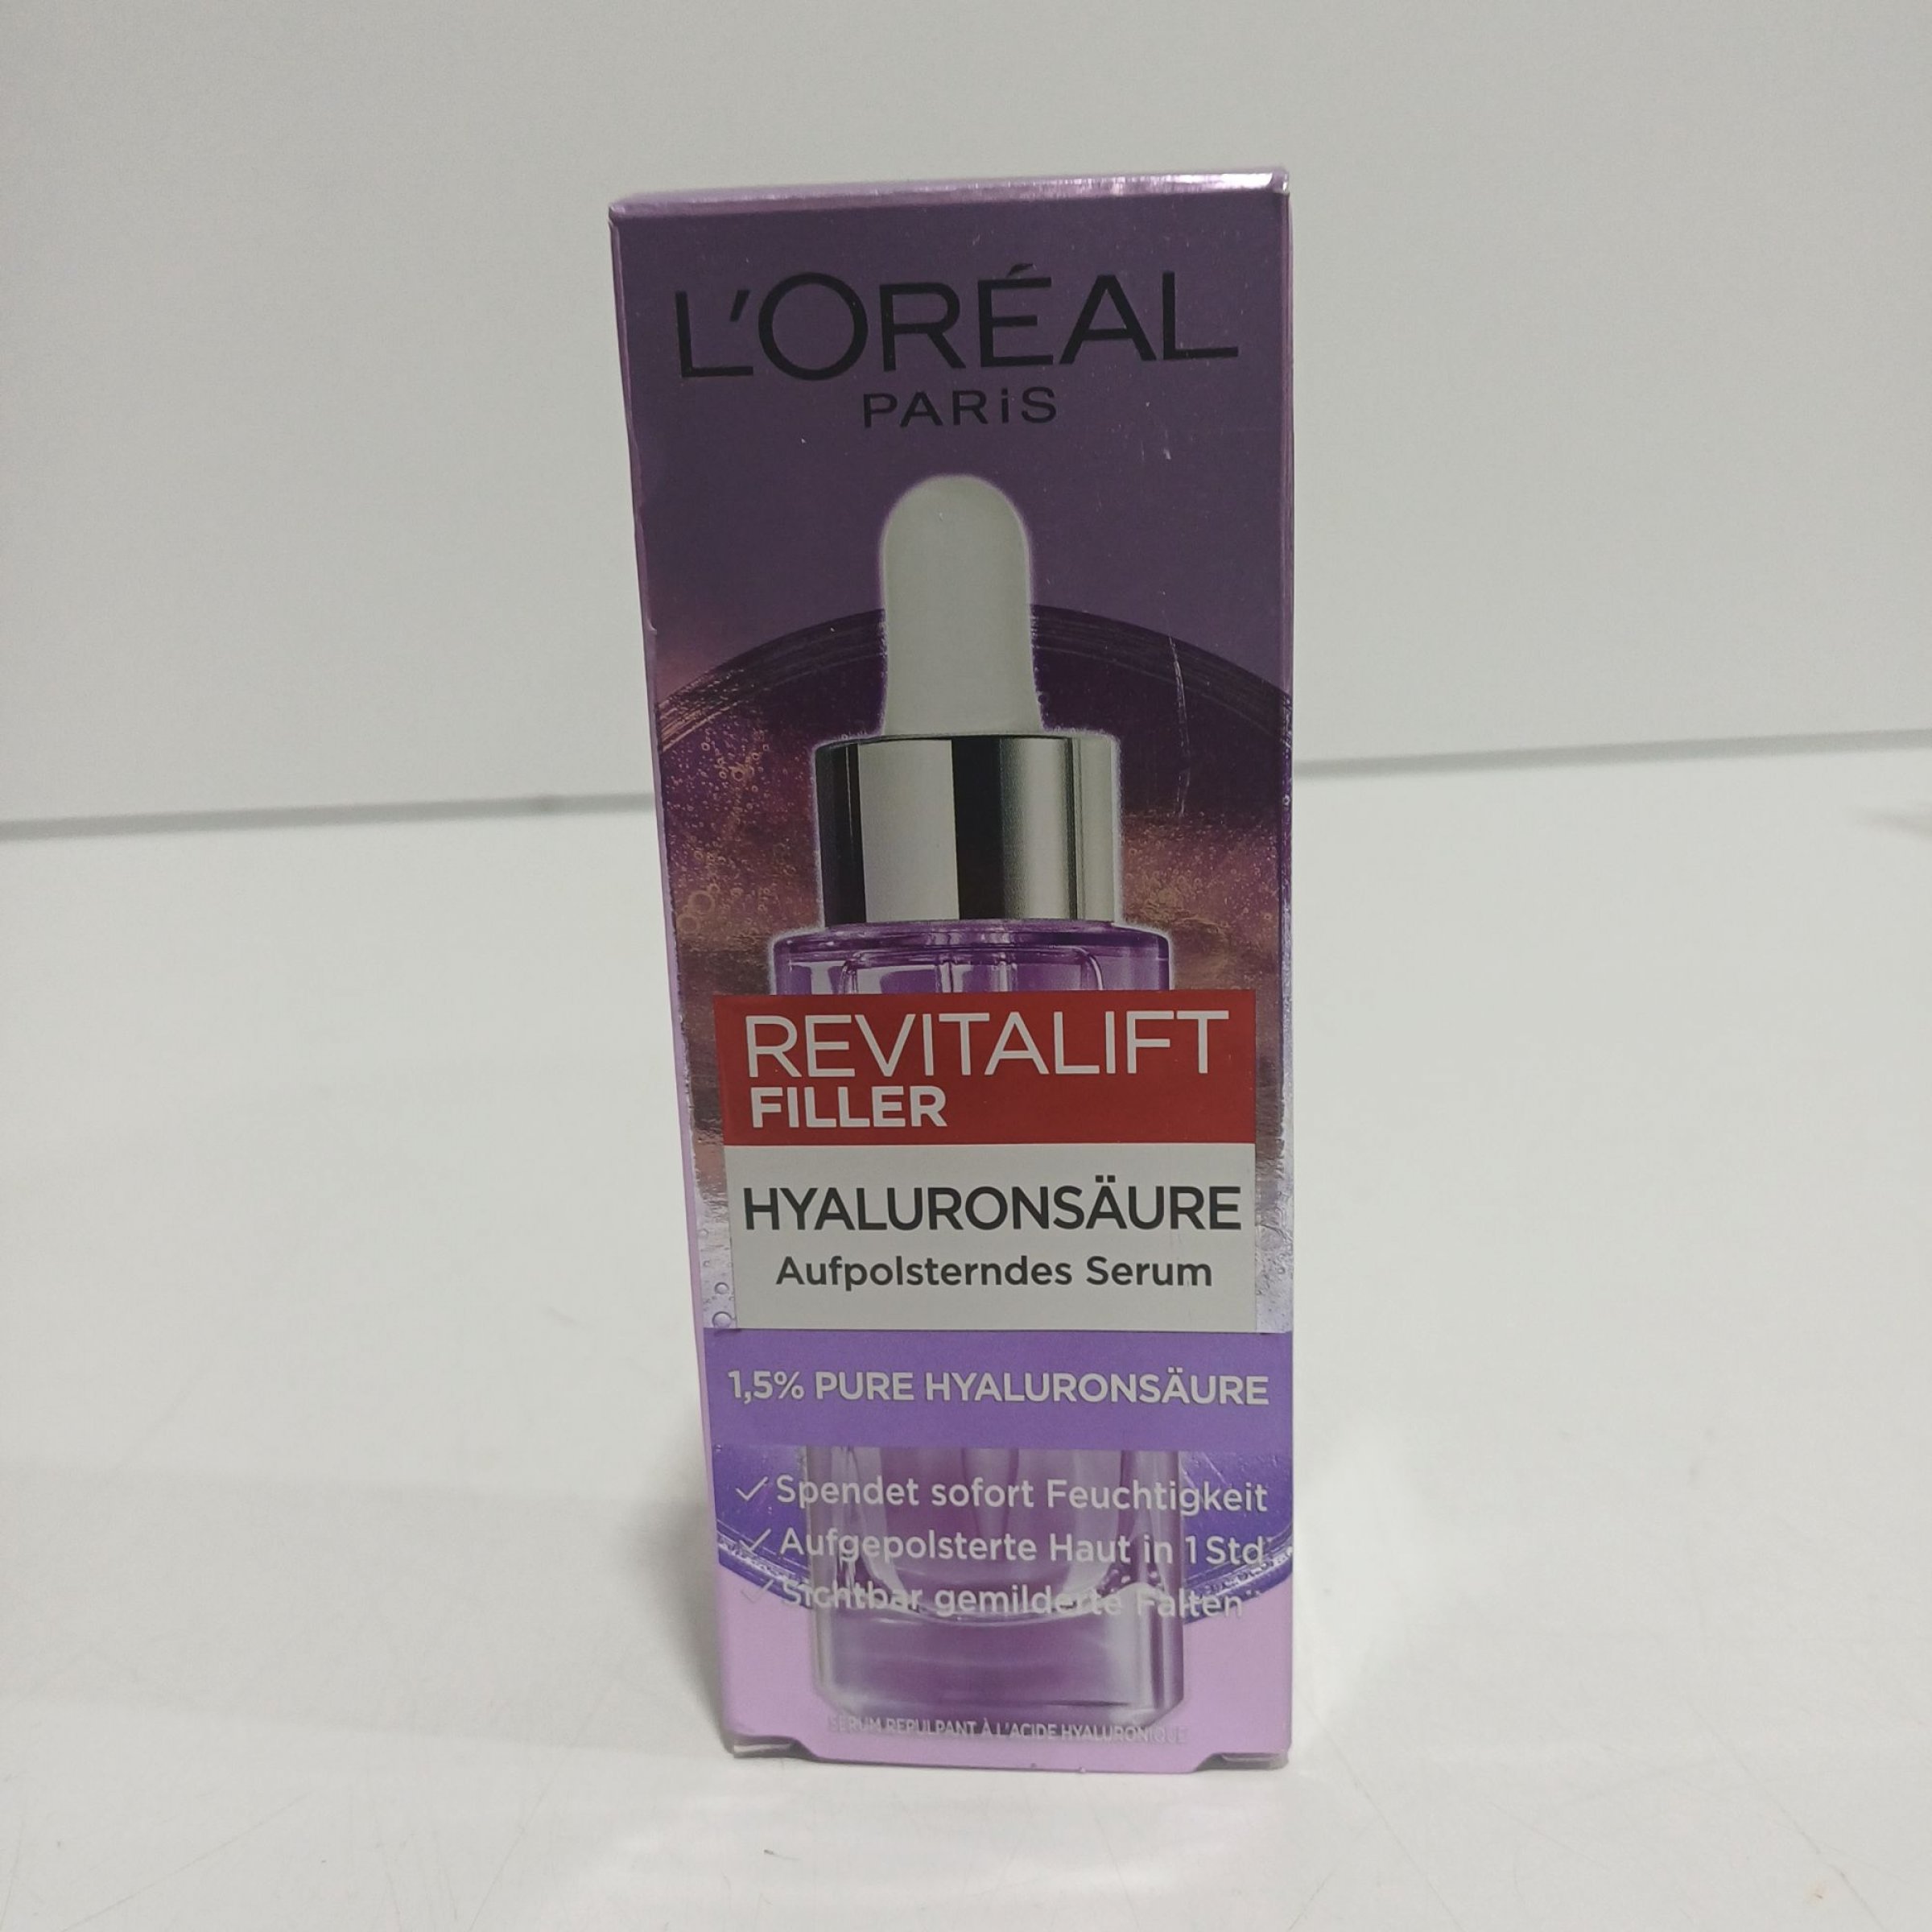 L'ORÉAL
PARiS
REVITALIFT
FILLER
HYALURONSÄURE
Aufpolsterndes Serum
1,5% PURE HYALURONSÄURE
✓ Spendet sofort Feuchtigkeit
✓ Aufgepolsterte Haut in 1 Std*
✓ Sichtbar gemilderte Falten**
SÉRUM REPULPANT À L'ACIDE HYALURONIQUE